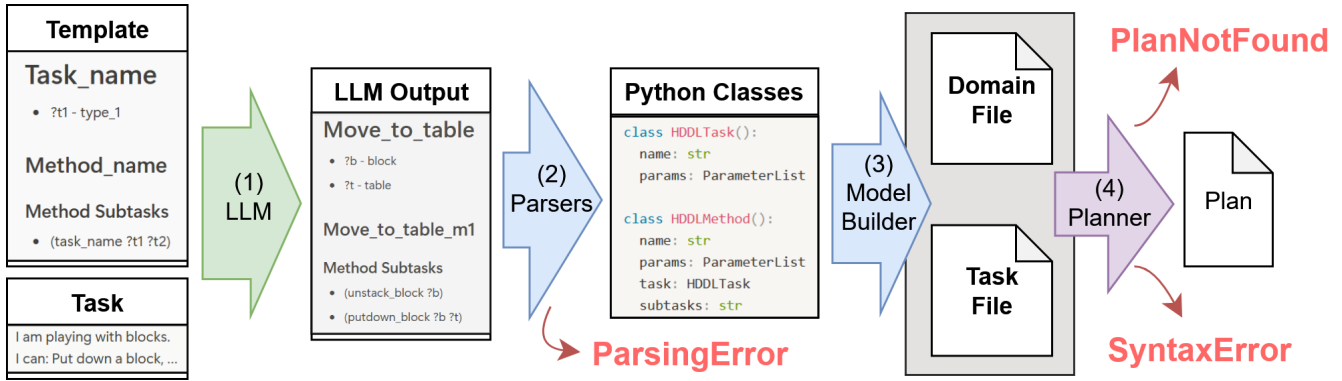 Template
Task_name
• ?t1 - type_1
Method_name
Method Subtasks
• (task_name ?t1 ?t2)
Task
I am playing with blocks.
I can: Put down a block, ...
(1)
LLM
LLM Output
Move_to_table
• ?b - block
• ?t - table
Move_to_table_m1
Method Subtasks
• (unstack_block ?b)
• (putdown_block ?b ?t)
(2)
Parsers
ParsingError
Python Classes
class HDDLTask():
name: str
params: ParameterList
class HDDLMethod():
name: str
params: ParameterList
task: HDDLTask
subtasks: str
(3)
Model
Builder
Domain
File
Task
File
(4)
Planner
PlanNotFound
Plan
SyntaxError